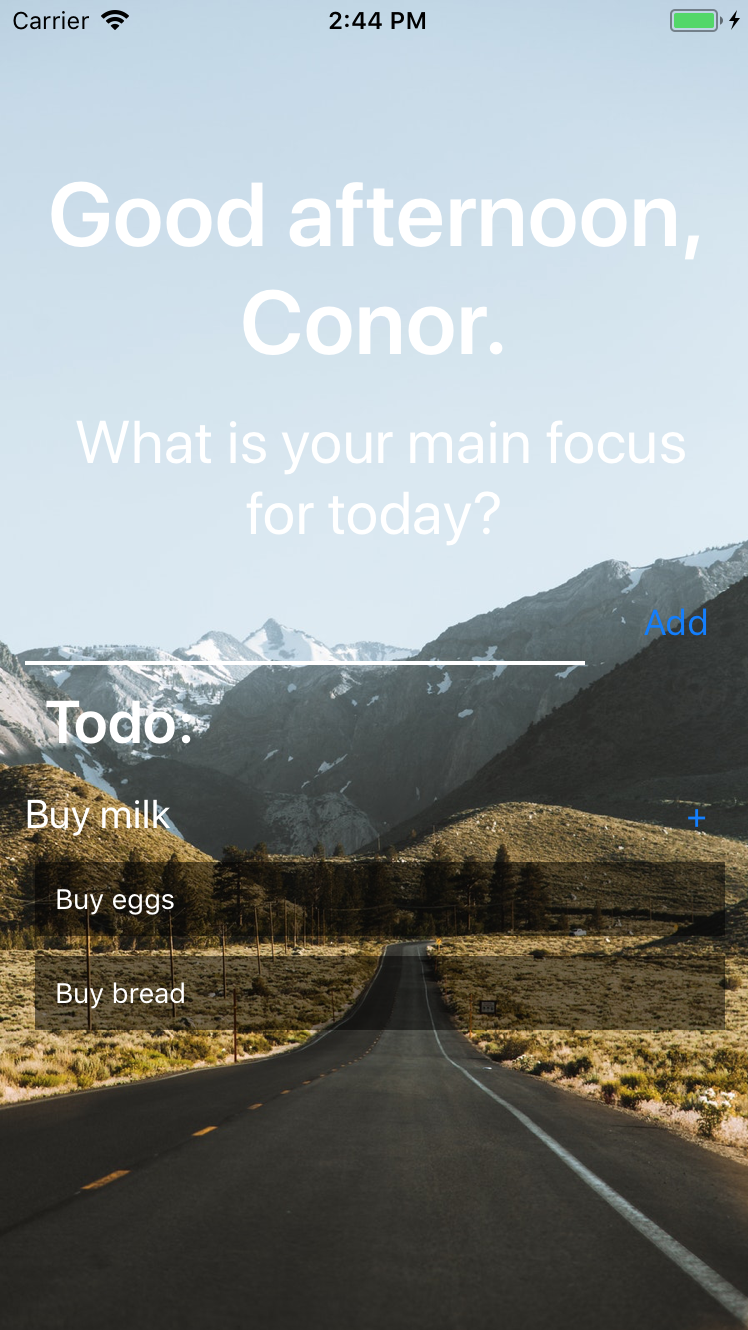 Carrier 2:44 PM
Good afternoon,
Conor.
What is your main focus
for today?
Add
Todo.
Buy milk +
Buy eggs
Buy bread